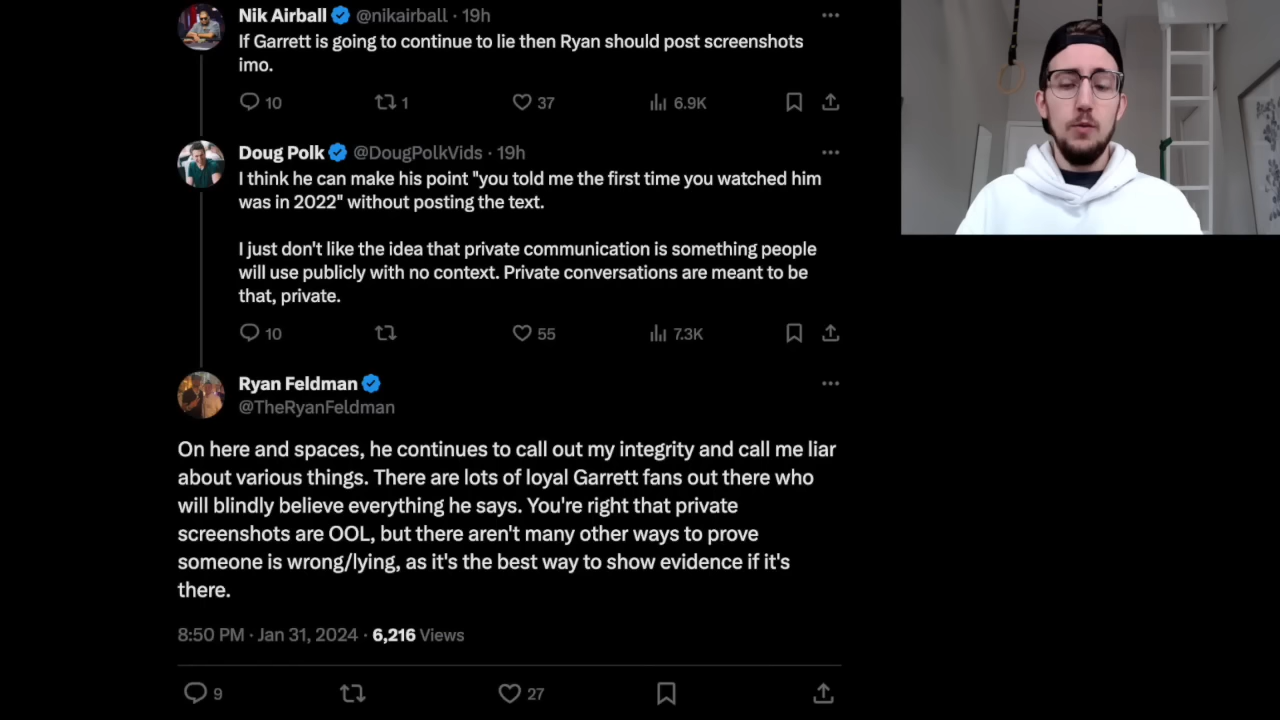 Nik Airball @nikairball · 19h
If Garrett is going to continue to lie then Ryan should post screenshots
imo.
10 1 37 6.9K
Doug Polk @DougPolkVids · 19h
I think he can make his point "you told me the first time you watched him
was in 2022" without posting the text.
I just don't like the idea that private communication is something people
will use publicly with no context. Private conversations are meant to be
that, private.
10 55 7.3K
Ryan Feldman
@TheRyanFeldman
On here and spaces, he continues to call out my integrity and call me liar
about various things. There are lots of loyal Garrett fans out there who
will blindly believe everything he says. You're right that private
screenshots are OOL, but there aren't many other ways to prove
someone is wrong/lying, as it's the best way to show evidence if it's
there.
8:50 PM · Jan 31, 2024 · 6,216 Views
9 27